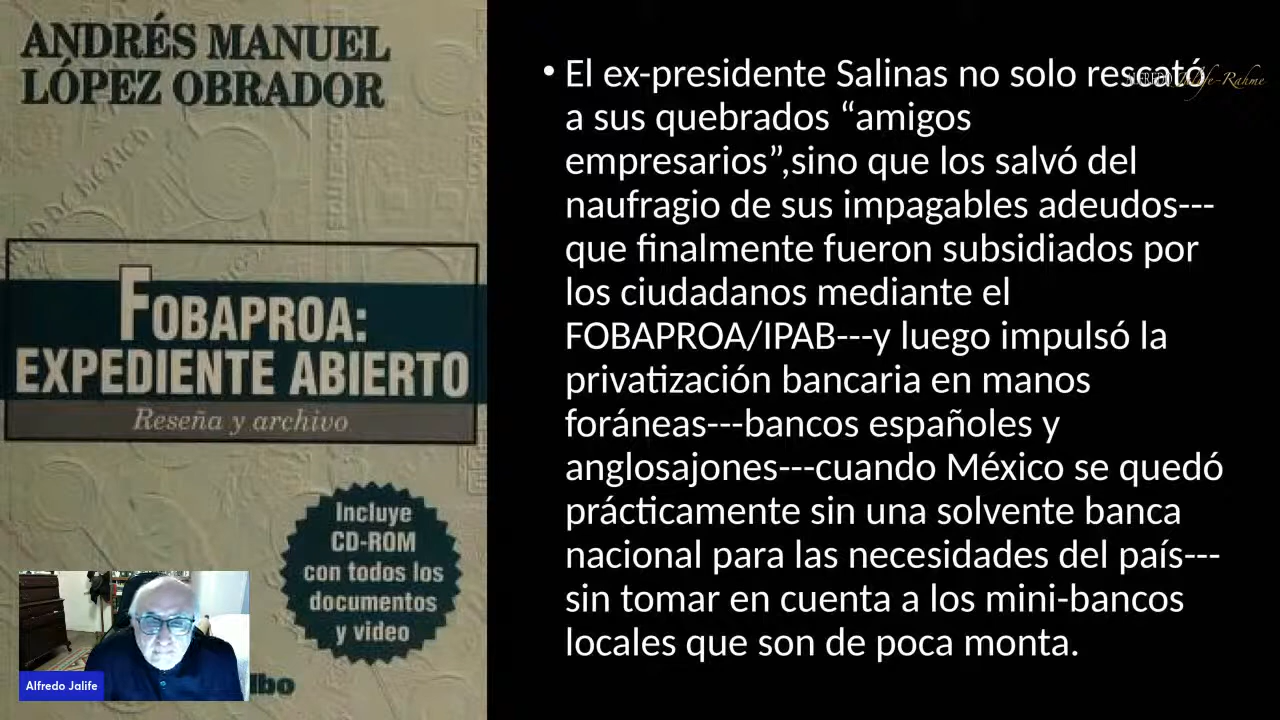 ANDRÉS MANUEL
LÓPEZ OBRADOR
FOBAPROA:
EXPEDIENTE ABIERTO
Reseña y archivo
Incluye
CD-ROM
con todos los
documentos
y video
Alfredo Jalife
• El ex-presidente Salinas no solo rescató
a sus quebrados “amigos
empresarios”,sino que los salvó del
naufragio de sus impagables adeudos---
que finalmente fueron subsidiados por
los ciudadanos mediante el
FOBAPROA/IPAB---y luego impulsó la
privatización bancaria en manos
foráneas---bancos españoles y
anglosajones---cuando México se quedó
prácticamente sin una solvente banca
nacional para las necesidades del país---
sin tomar en cuenta a los mini-bancos
locales que son de poca monta.
Jalife-Rahme